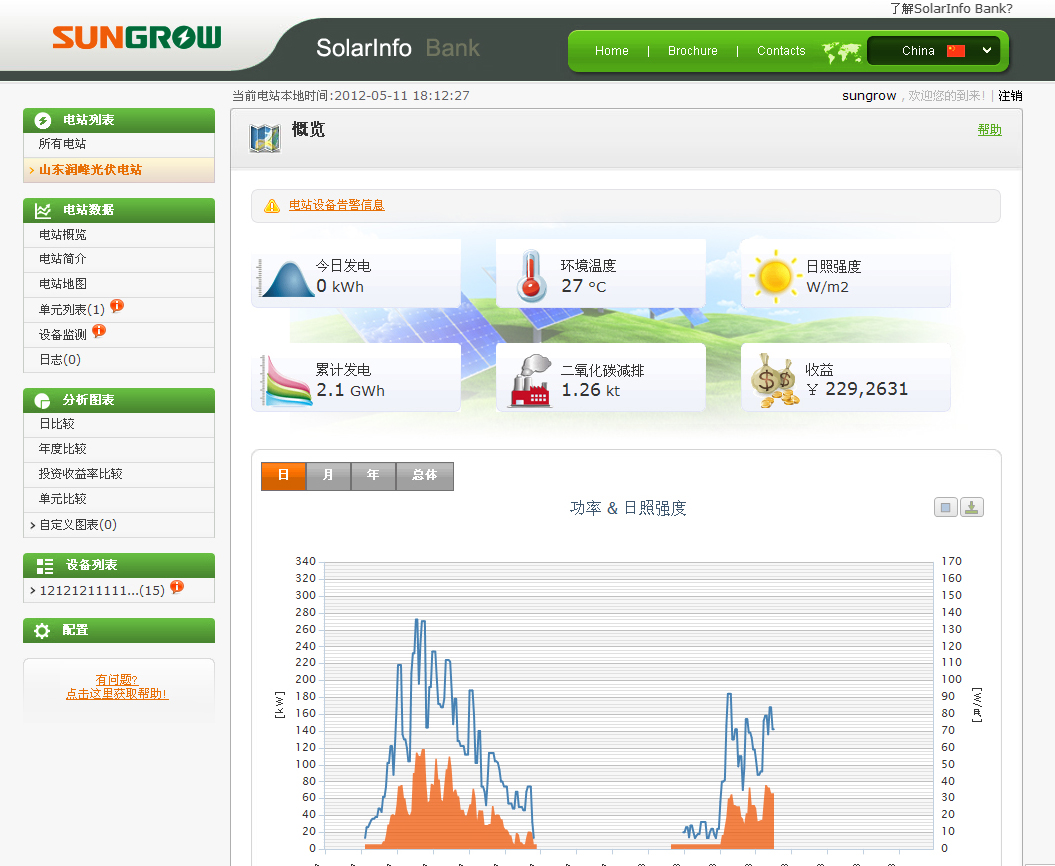 了解SolarInfo Bank?
SUNGROW
SolarInfo Bank
Home | Brochure | Contacts
China
当前电站本地时间:2012-05-11 18:12:27
sungrow , 欢迎您的到来! | 注销
电站列表
所有电站
山东润峰光伏电站
电站数据
电站概览
电站简介
电站地图
单元列表(1)
设备监测
日志(0)
分析图表
日比较
年度比较
投资收益率比较
单元比较
自定义图表(0)
设备列表
12121211111...(15)
配置
有问题?
点击这里获取帮助!
概览
帮助
电站设备告警信息
今日发电
0 kWh
环境温度
27 °C
日照强度
W/m2
累计发电
2.1 GWh
二氧化碳减排
1.26 kt
收益
¥ 229,2631
日 月 年 总体
功率 & 日照强度
340 170
320 160
300 150
280 140
260 130
240 120
220 110
200 100
180 90
160 80
140 70
120 60
100 50
80 40
60 30
40 20
20 10
0 0
[kW]
[W/㎡]